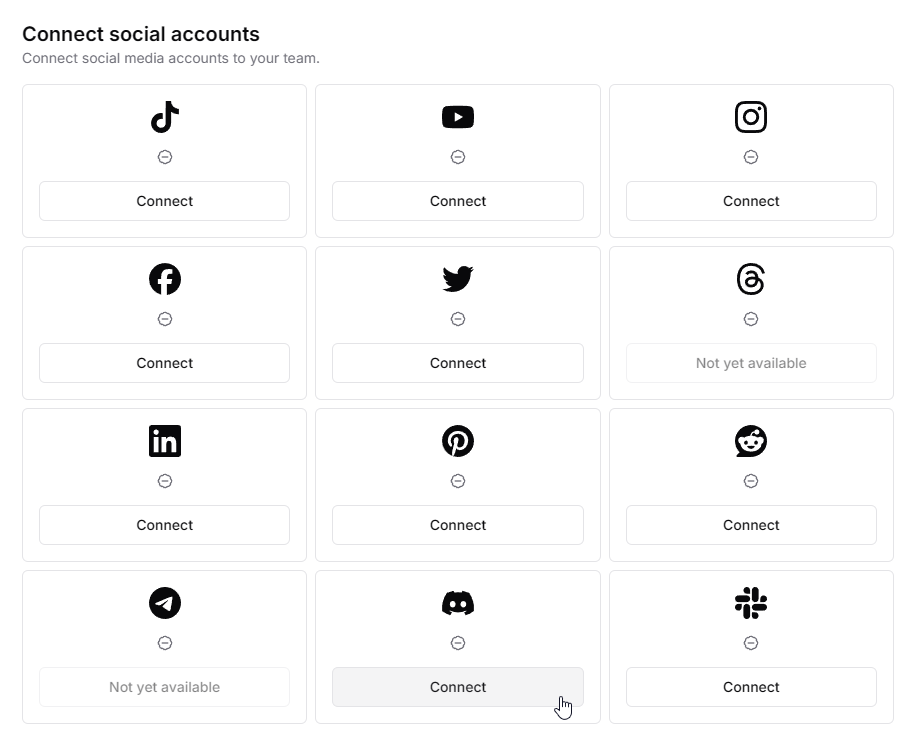 Connect social accounts
Connect social media accounts to your team.
Connect
Connect
Connect
Connect
Connect
Not yet available
in
Connect
Connect
Connect
Not yet available
Connect
Connect